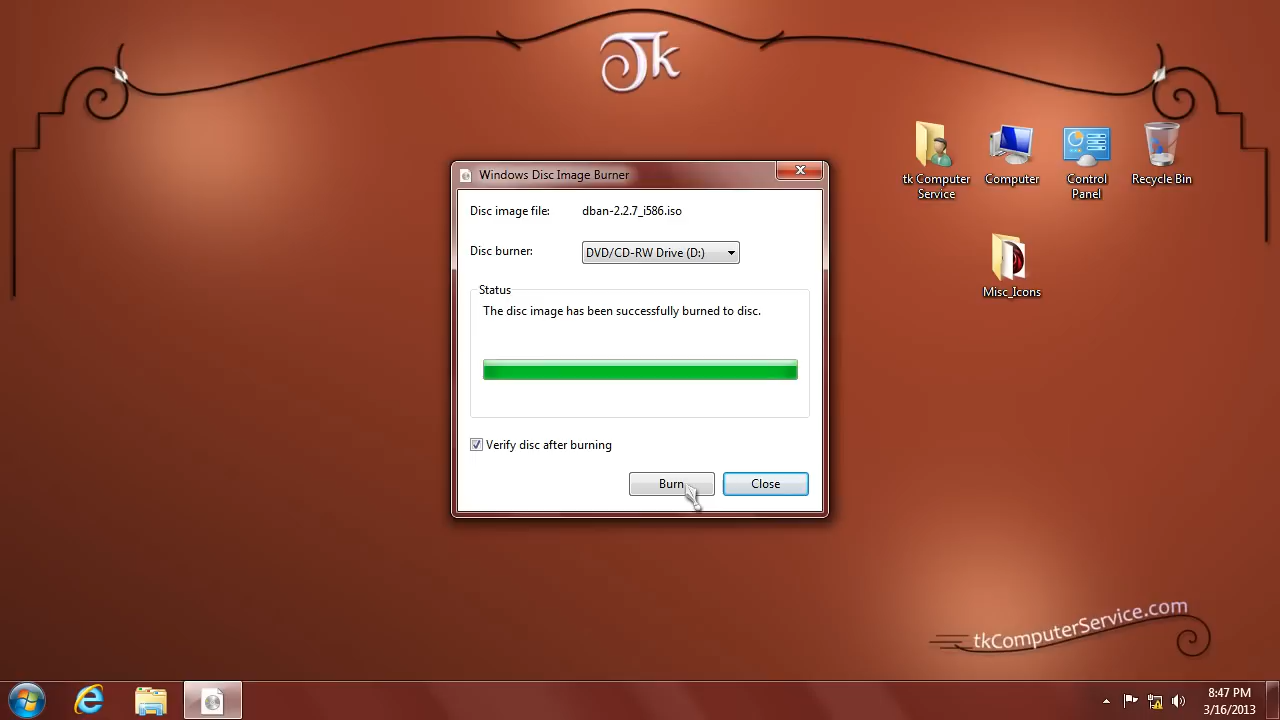 Tk
tk Computer
Service
Computer
Control
Panel
Recycle Bin
Misc_Icons
Windows Disc Image Burner
Disc image file: dban-2.2.7_i586.iso
Disc burner: DVD/CD-RW Drive (D:)
Status
The disc image has been successfully burned to disc.
Verify disc after burning
Burn Close
tkComputerService.com
8:47 PM
3/16/2013